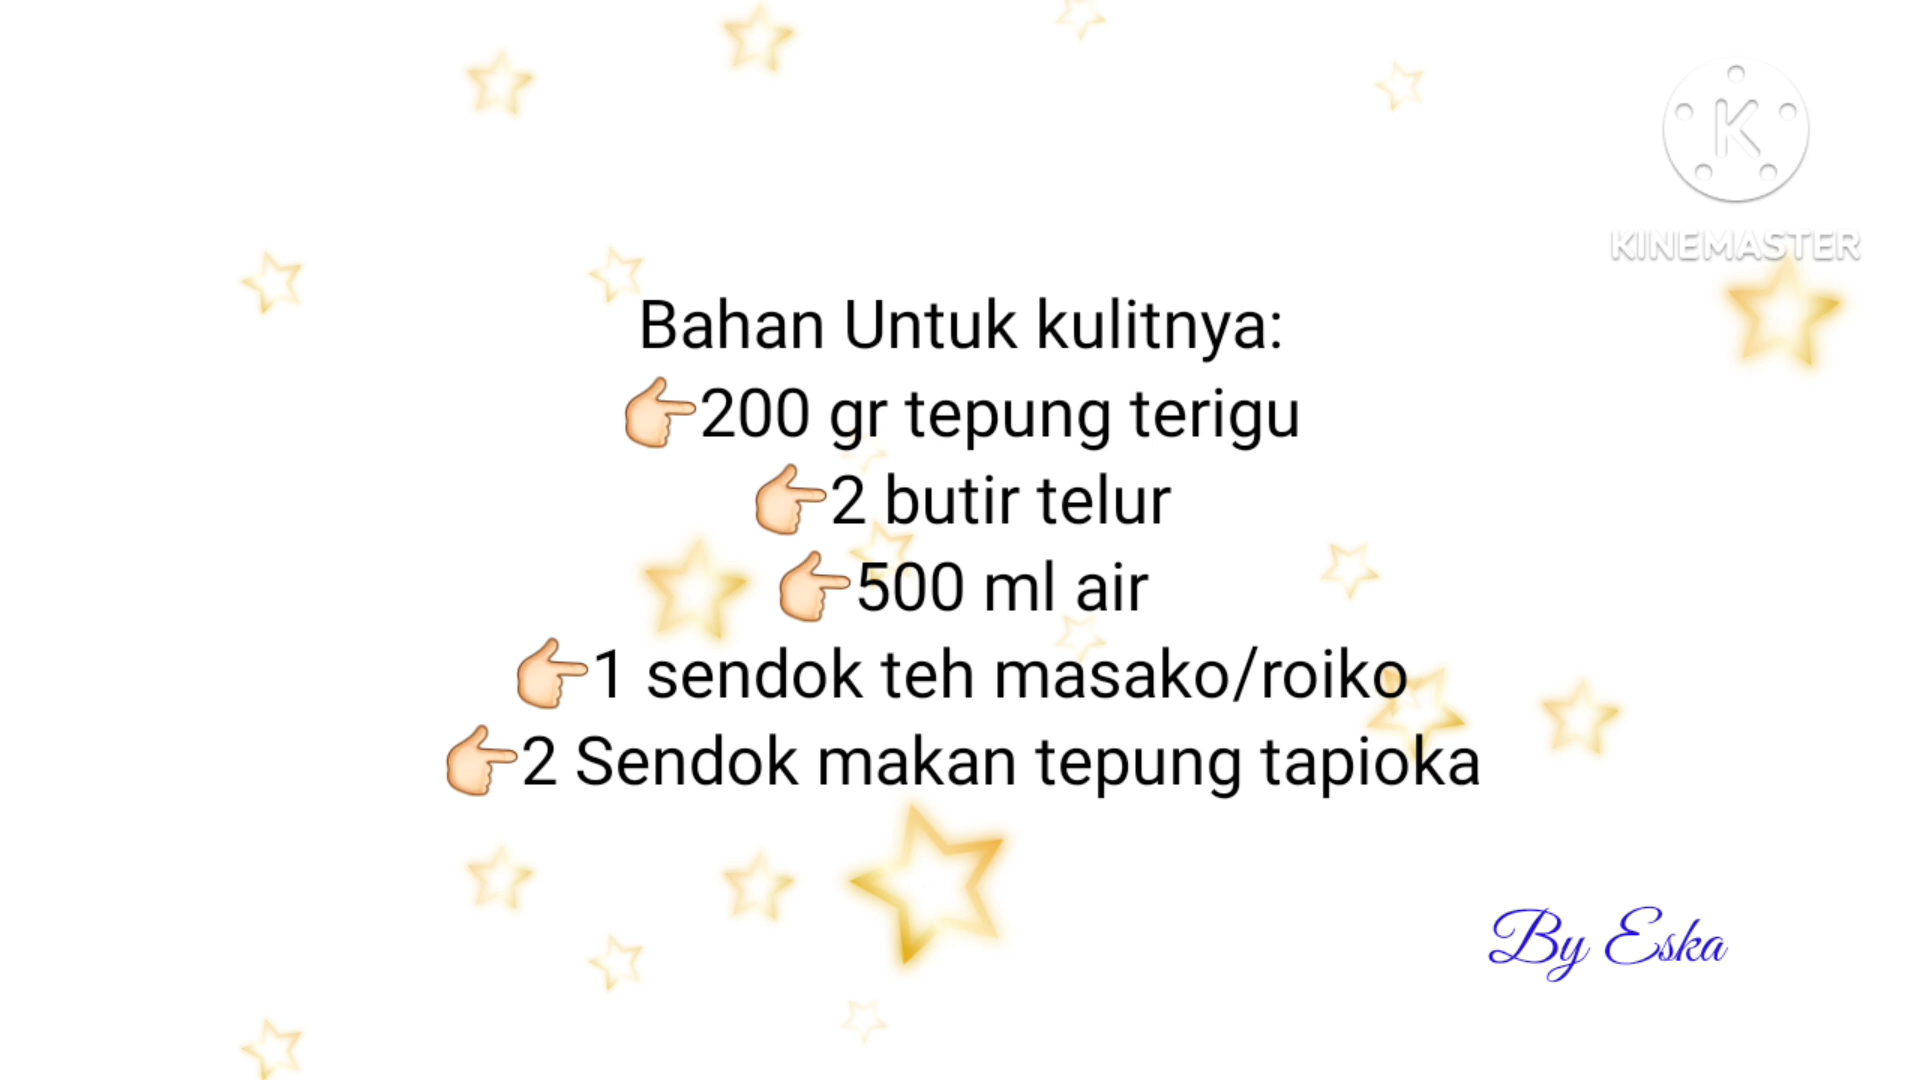 K
KINEMASTER
Bahan Untuk kulitnya:
👉200 gr tepung terigu
👉2 butir telur
👉500 ml air
👉1 sendok teh masako/roiko
👉2 Sendok makan tepung tapioka
By Eska